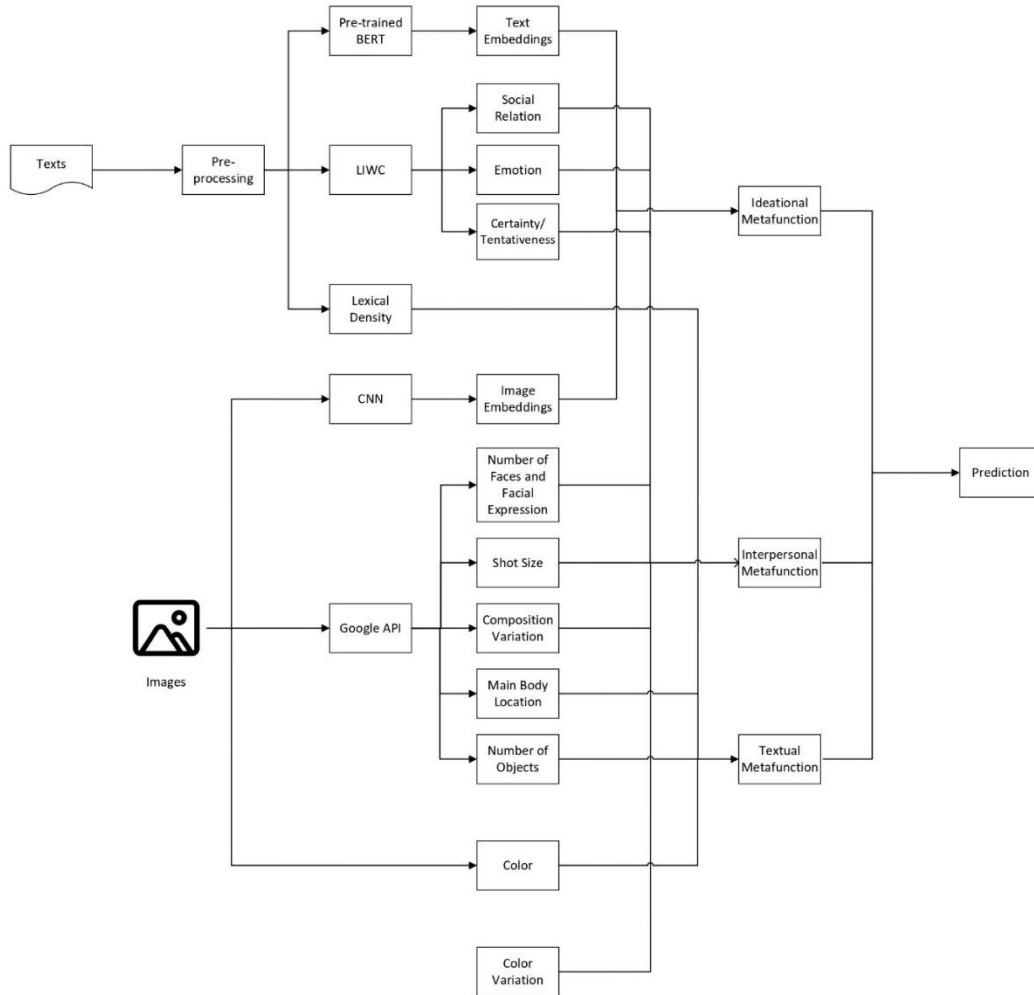 Pre-trained
BERT
Text
Embeddings
Social
Relation
Texts
Pre-
processing
LIWC
Emotion
Certainty/
Tentativeness
Ideational
Metafunction
Lexical
Density
CNN
Image
Embeddings
Number of
Faces and
Facial
Expression
Prediction
Shot Size
Interpersonal
Metafunction
Google API
Composition
Variation
Images
Main Body
Location
Number of
Objects
Textual
Metafunction
Color
Color
Variation